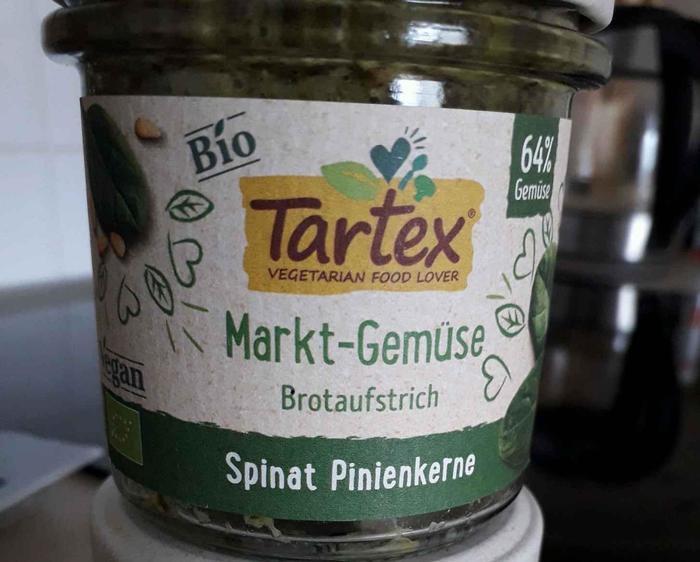 Bio
64%
Gemüse
Tartex®
VEGETARIAN FOOD LOVER
Markt-Gemüse
Vegan
Brotaufstrich
Spinat Pinienkerne